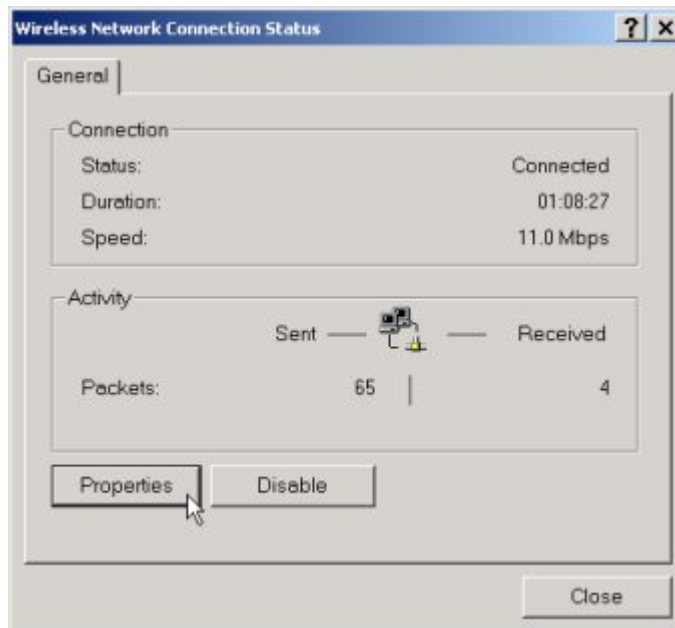 Wireless Network Connection Status
General
Connection
Status: Connected
Duration: 01:08:27
Speed: 11.0 Mbps
Activity
Sent Received
Packets: 65 4
Properties Disable
Close